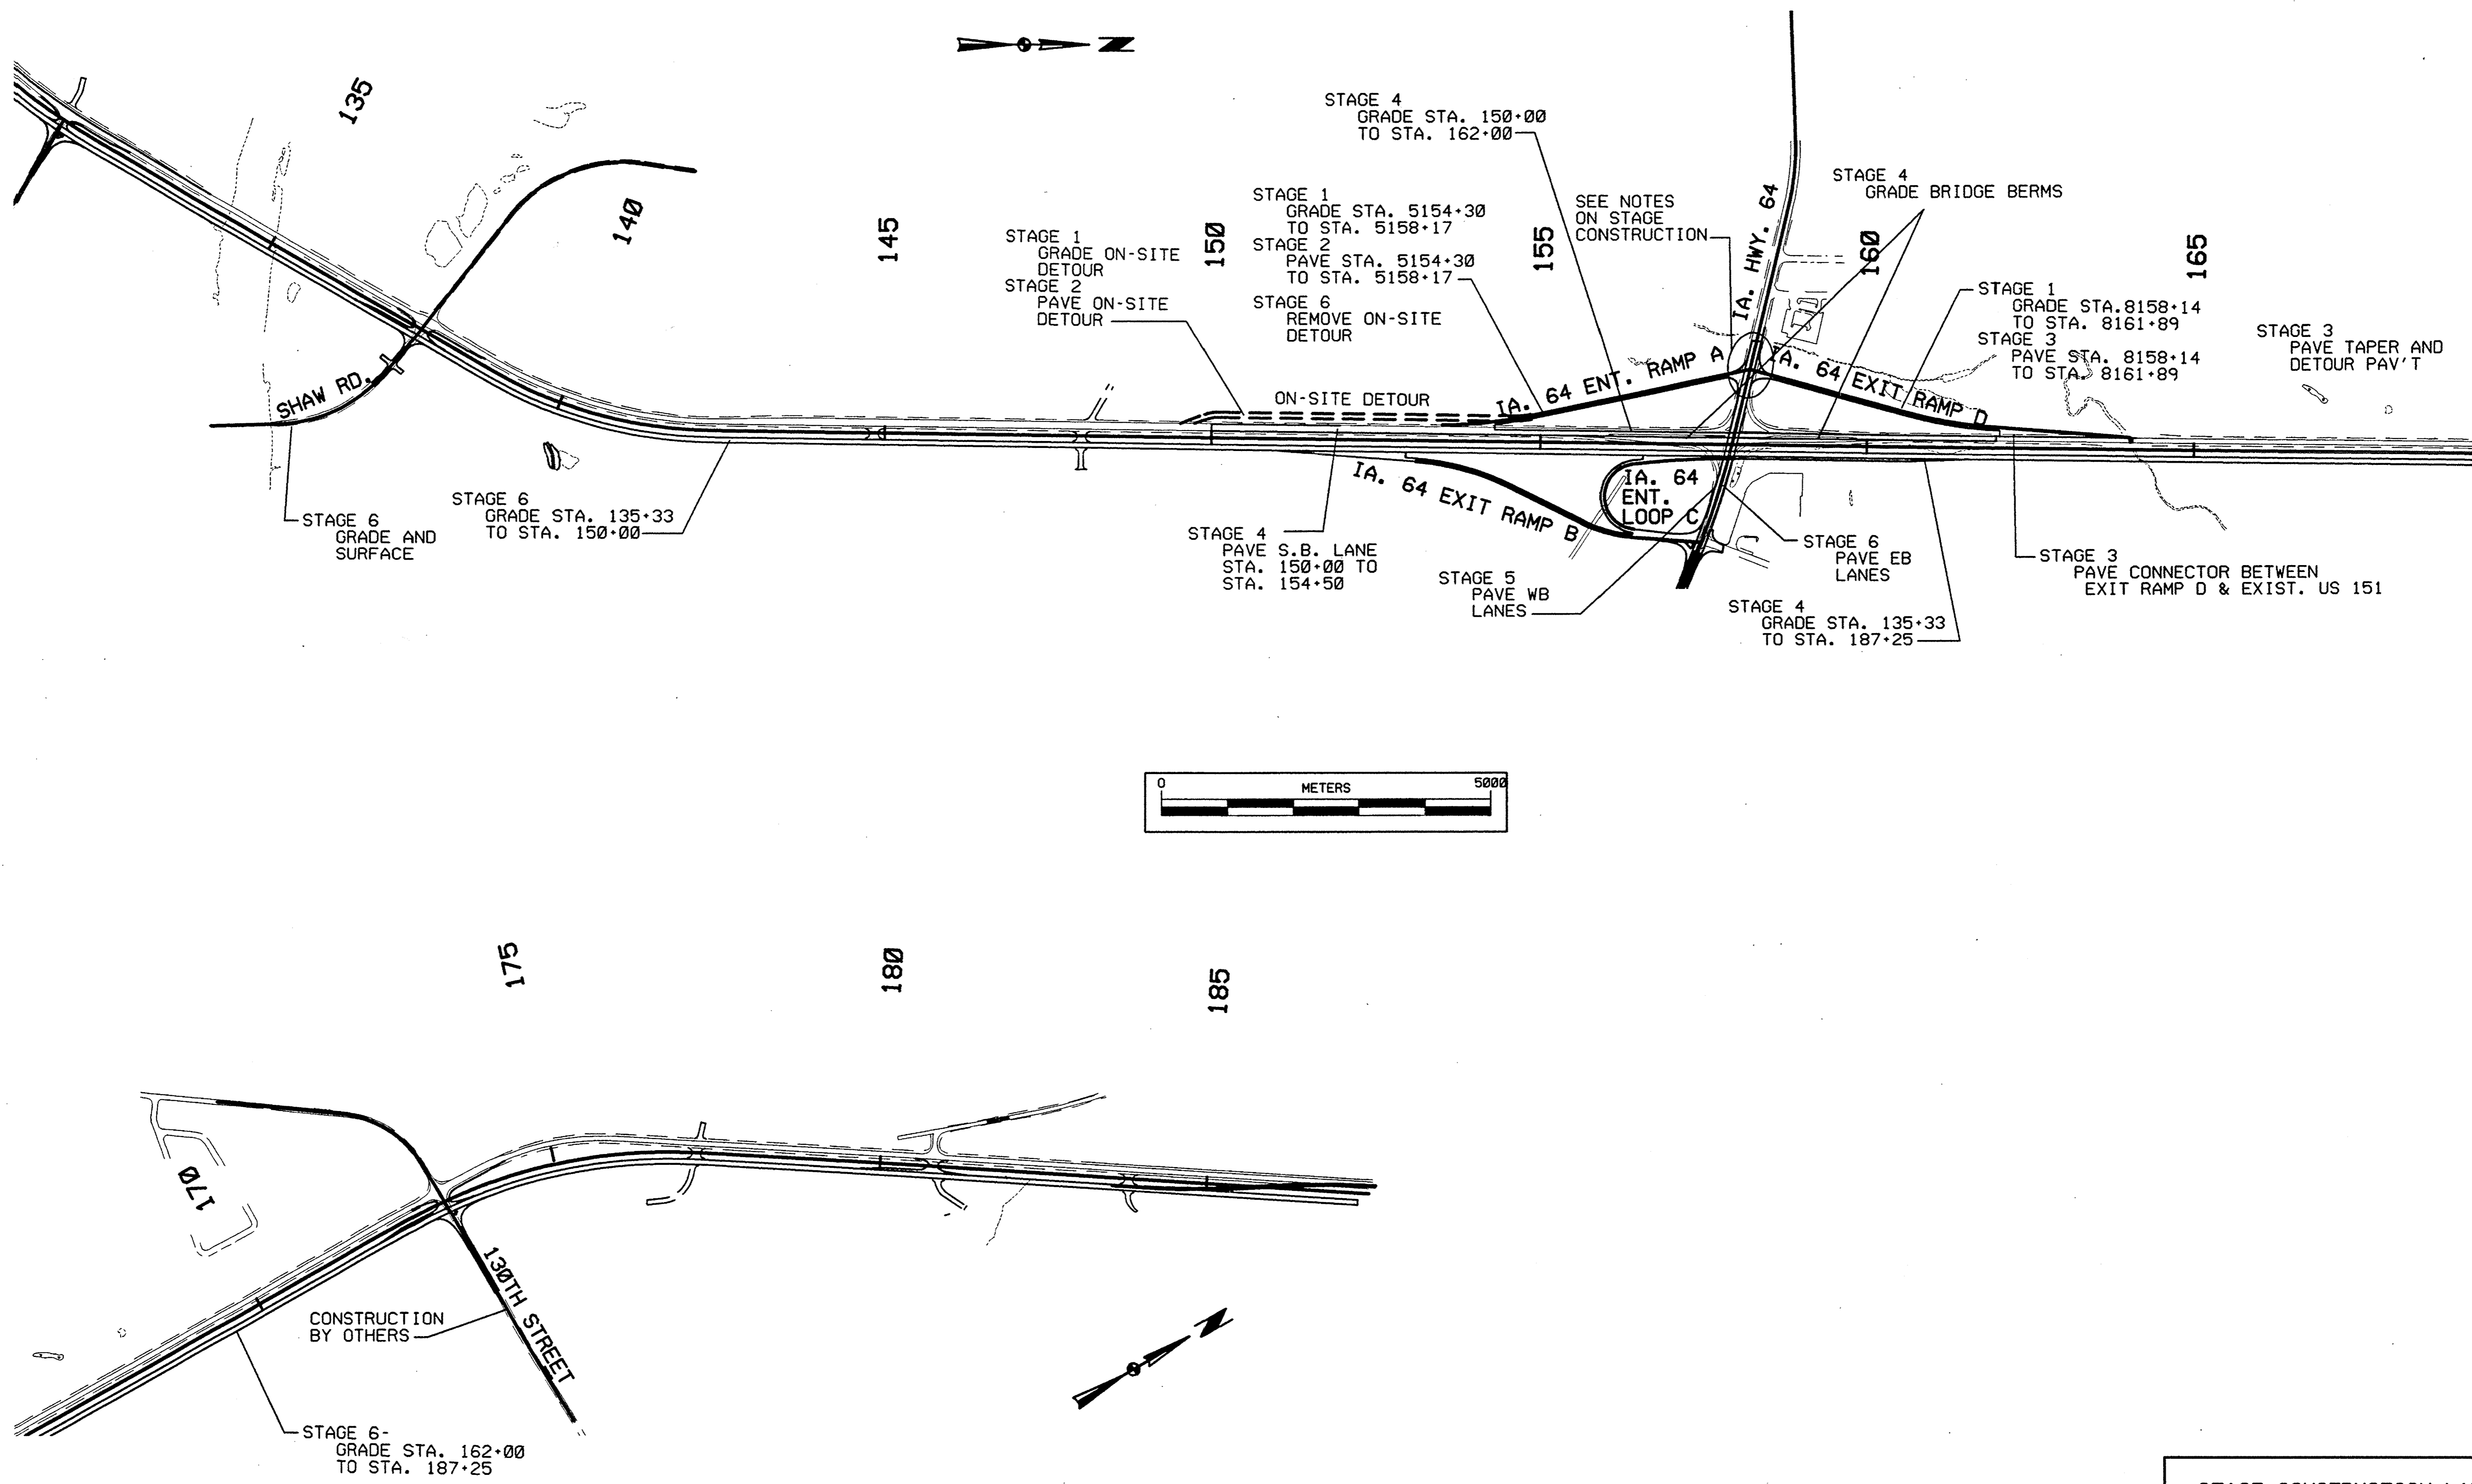 N
135
140
145
150
155
160
165
STAGE 4
GRADE STA. 150+00
TO STA. 162+00
STAGE 1
GRADE STA. 5154+30
TO STA. 5158+17
STAGE 2
PAVE STA. 5154+30
TO STA. 5158+17
STAGE 6
REMOVE ON-SITE
DETOUR
STAGE 1
GRADE ON-SITE
DETOUR
STAGE 2
PAVE ON-SITE
DETOUR
SEE NOTES
ON STAGE
CONSTRUCTION
IA. HWY. 64
STAGE 4
GRADE BRIDGE BERMS
STAGE 1
GRADE STA.8158+14
TO STA. 8161+89
STAGE 3
PAVE STA. 8158+14
TO STA. 8161+89
STAGE 3
PAVE TAPER AND
DETOUR PAV'T
SHAW RD.
ON-SITE DETOUR
IA. 64 ENT. RAMP A
IA. 64 EXIT RAMP D
IA. 64 EXIT RAMP B
IA. 64
ENT.
LOOP C
STAGE 6
GRADE AND
SURFACE
STAGE 6
GRADE STA. 135+33
TO STA. 150+00
STAGE 4
PAVE S.B. LANE
STA. 150+00 TO
STA. 154+50
STAGE 5
PAVE WB
LANES
STAGE 6
PAVE EB
LANES
STAGE 4
GRADE STA. 135+33
TO STA. 187+25
STAGE 3
PAVE CONNECTOR BETWEEN
EXIT RAMP D & EXIST. US 151
0 METERS 5000
170
175
180
185
130TH STREET
CONSTRUCTION
BY OTHERS
N
STAGE 6-
GRADE STA. 162+00
TO STA. 187+25